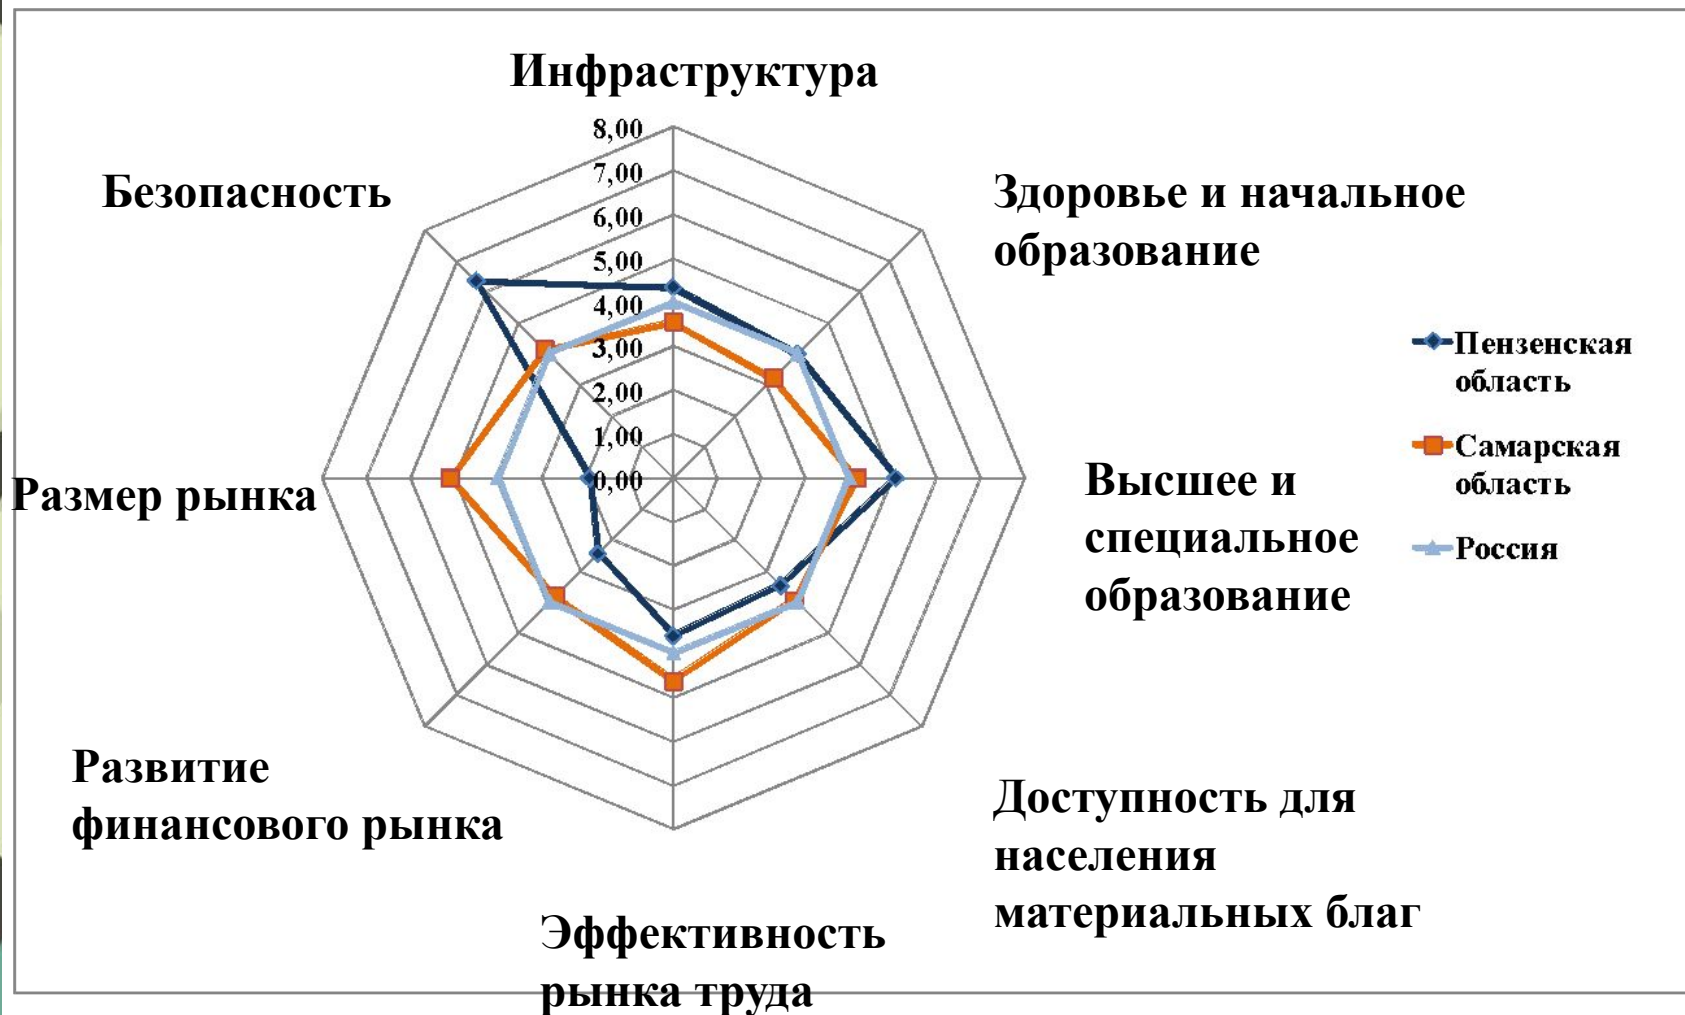 Инфраструктура
8,00
7,00
6,00
5,00
4,00
3,00
2,00
1,00
0,00
Безопасность
Здоровье и начальное
образование
Пензенская
область
Самарская
область
Россия
Размер рынка
Высшее и
специальное
образование
Развитие
финансового рынка
Доступность для
населения
материальных благ
Эффективность
рынка труда